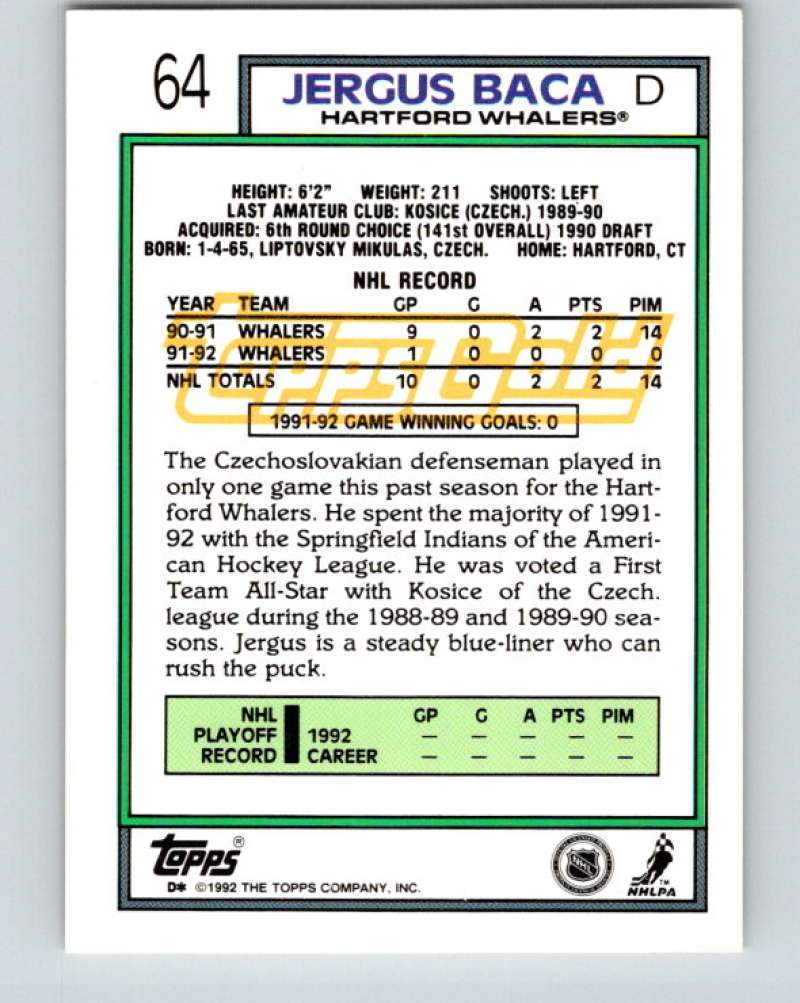 64 JERGUS BACA D
HARTFORD WHALERS®
HEIGHT: 6'2" WEIGHT: 211 SHOOTS: LEFT
LAST AMATEUR CLUB: KOSICE (CZECH.) 1989-90
ACQUIRED: 6th ROUND CHOICE (141st OVERALL) 1990 DRAFT
BORN: 1-4-65, LIPTOVSKY MIKULAS, CZECH. HOME: HARTFORD, CT
NHL RECORD
YEAR TEAM GP G A PTS PIM
90-91 WHALERS 9 0 2 2 14
91-92 WHALERS 1 0 0 0 0
NHL TOTALS 10 0 2 2 14
ToppsGold
1991-92 GAME WINNING GOALS: 0
The Czechoslovakian defenseman played in
only one game this past season for the Hart-
ford Whalers. He spent the majority of 1991-
92 with the Springfield Indians of the Ameri-
can Hockey League. He was voted a First
Team All-Star with Kosice of the Czech.
league during the 1988-89 and 1989-90 sea-
sons. Jergus is a steady blue-liner who can
rush the puck.
NHL GP G A PTS PIM
PLAYOFF 1992 — — — — —
RECORD CAREER — — — — —
TOPPS®
D* ©1992 THE TOPPS COMPANY, INC.
NHL
NHLPA™